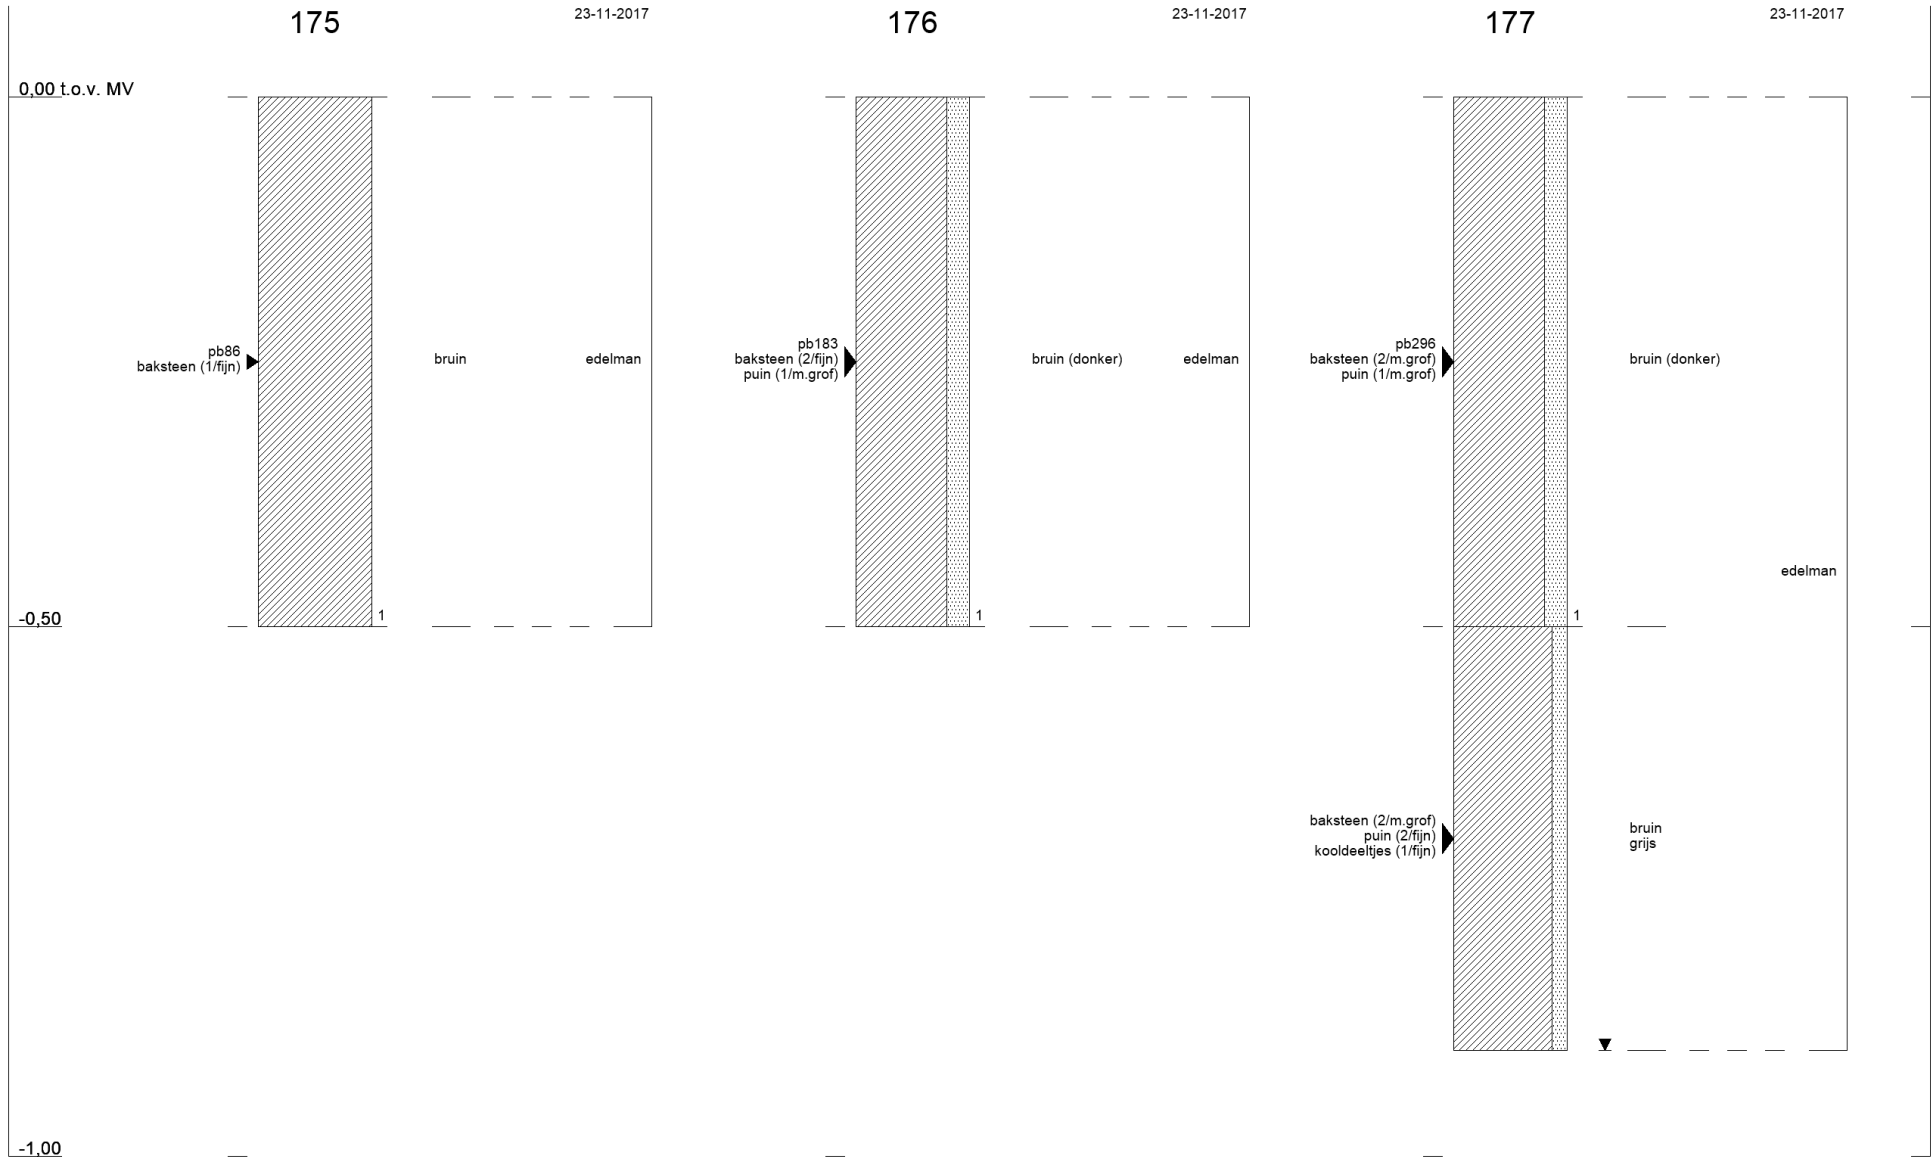 175
23-11-2017
176
23-11-2017
177
23-11-2017
0,00 t.o.v. MV
pb86
baksteen (1/fijn)
bruin
edelman
1
pb183
baksteen (2/fijn)
puin (1/m.grof)
bruin (donker)
edelman
1
pb296
baksteen (2/m.grof)
puin (1/m.grof)
bruin (donker)
edelman
1
-0,50
baksteen (2/m.grof)
puin (2/fijn)
kooldeeltjes (1/fijn)
bruin
grijs
-1,00